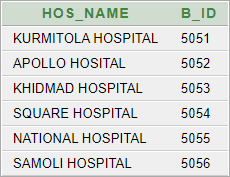 HOS_NAME B_ID
KURMITOLA HOSPITAL 5051
APOLLO HOSITAL 5052
KHIDMAD HOSPITAL 5053
SQUARE HOSPITAL 5054
NATIONAL HOSPITAL 5055
SAMOLI HOSPITAL 5056